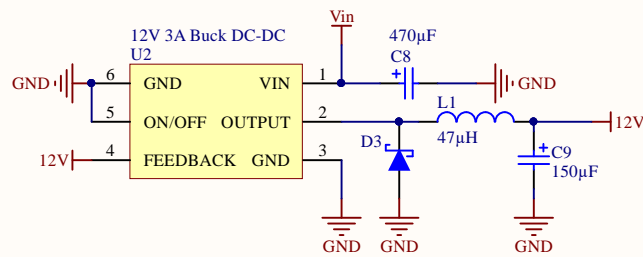 Vin
12V 3A Buck DC-DC
U2
470µF
C8
GND
6
GND
VIN
1
+
GND
5
ON/OFF
OUTPUT
2
L1
47µH
12V
12V
4
FEEDBACK
GND
3
D3
+
C9
150µF
GND
GND
GND